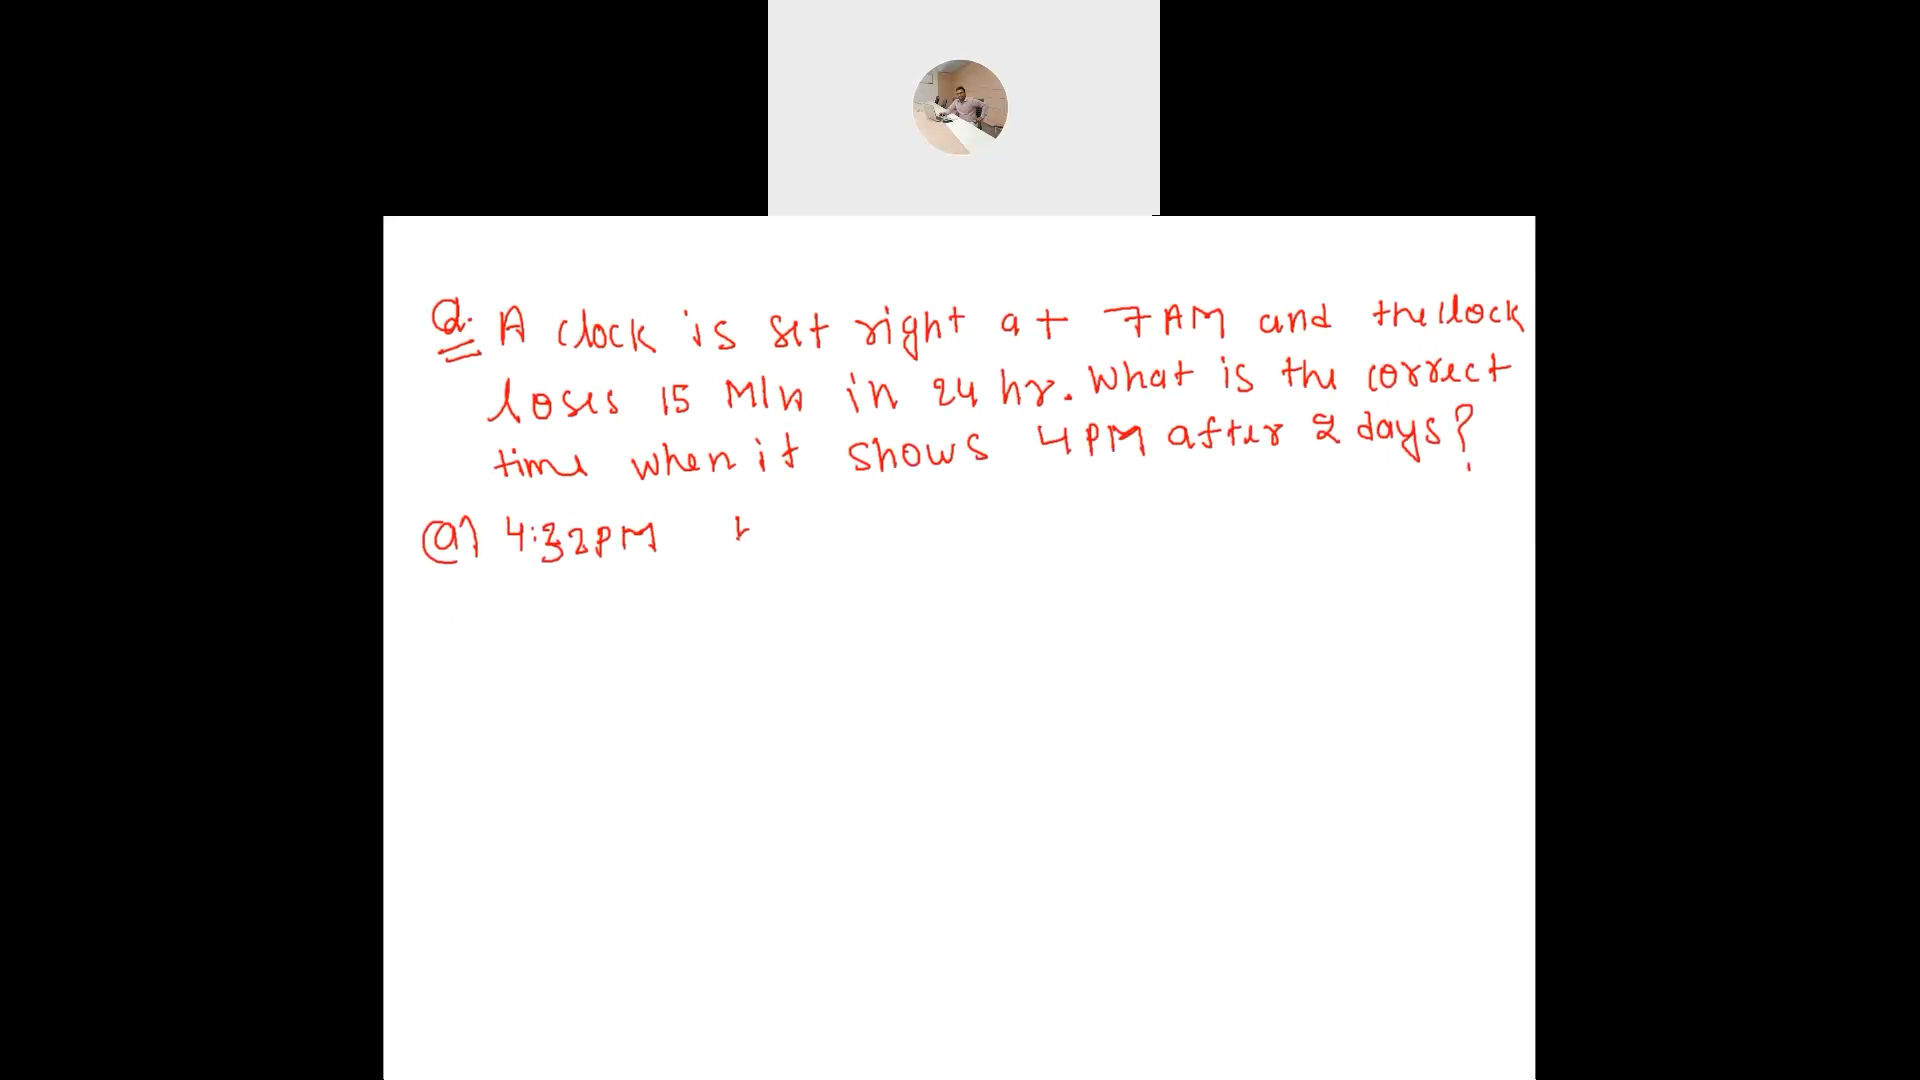 Q. A clock is set right at 7AM and the clock
loses 15 Min in 24 hr. What is the correct
time when it shows 4PM after 2 days?
(a) 4:32PM